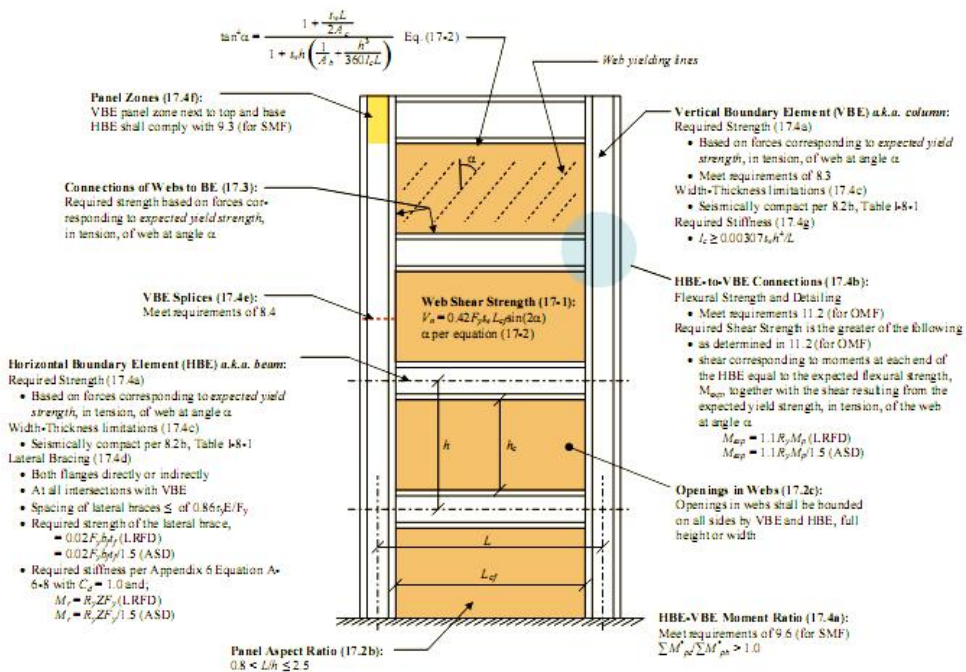 tan⁴α = (1 + t_wL/2A_c) / (1 + t_wh(1/A_b + h³/360I_cL)) Eq. (17-2)
Web yielding lines
Panel Zones (17.4f):
VBE panel zone next to top and base
HBE shall comply with 9.3 (for SMF)
Vertical Boundary Element (VBE) a.k.a. column:
Required Strength (17.4a)
• Based on forces corresponding to expected yield
strength, in tension, of web at angle α
• Meet requirements of 8.3
Width-Thickness limitations (17.4c)
• Seismically compact per 8.2b, Table I-8-1
Required Stiffness (17.4g)
• I_c ≥ 0.00307t_wh⁴/L
α
Connections of Webs to BE (17.3):
Required strength based on forces cor-
responding to expected yield strength,
in tension, of web at angle α
VBE Splices (17.4e):
Meet requirements of 8.4
Web Shear Strength (17-1):
V_n = 0.42F_yt_wL_cf sin(2α)
α per equation (17-2)
HBE-to-VBE Connections (17.4b):
Flexural Strength and Detailing
• Meet requirements 11.2 (for OMF)
Required Shear Strength is the greater of the following
• as determined in 11.2 (for OMF)
• shear corresponding to moments at each end of
the HBE equal to the expected flexural strength,
M_exp, together with the shear resulting from the
expected yield strength, in tension, of the web
at angle α
M_exp = 1.1R_yM_p (LRFD)
M_exp = 1.1R_yM_p/1.5 (ASD)
Horizontal Boundary Element (HBE) a.k.a. beam:
Required Strength (17.4a)
• Based on forces corresponding to expected yield
strength, in tension, of web at angle α
Width-Thickness limitations (17.4c)
• Seismically compact per 8.2b, Table I-8-1
Lateral Bracing (17.4d)
• Both flanges directly or indirectly
• At all intersections with VBE
• Spacing of lateral braces ≤ of 0.86r_yE/F_y
• Required strength of the lateral brace,
= 0.02F_yb_ft_f (LRFD)
= 0.02F_yb_ft_f/1.5 (ASD)
• Required stiffness per Appendix 6 Equation A-
6-8 with C_d = 1.0 and;
M_r = R_yZF_y (LRFD)
M_r = R_yZF_y/1.5 (ASD)
h
h_c
L
L_cf
Openings in Webs (17.2c):
Openings in webs shall be bounded
on all sides by VBE and HBE, full
height or width
Panel Aspect Ratio (17.2b):
0.8 < L/h ≤ 2.5
HBE-VBE Moment Ratio (17.4a):
Meet requirements of 9.6 (for SMF)
∑M*_pc/∑M*_pb > 1.0